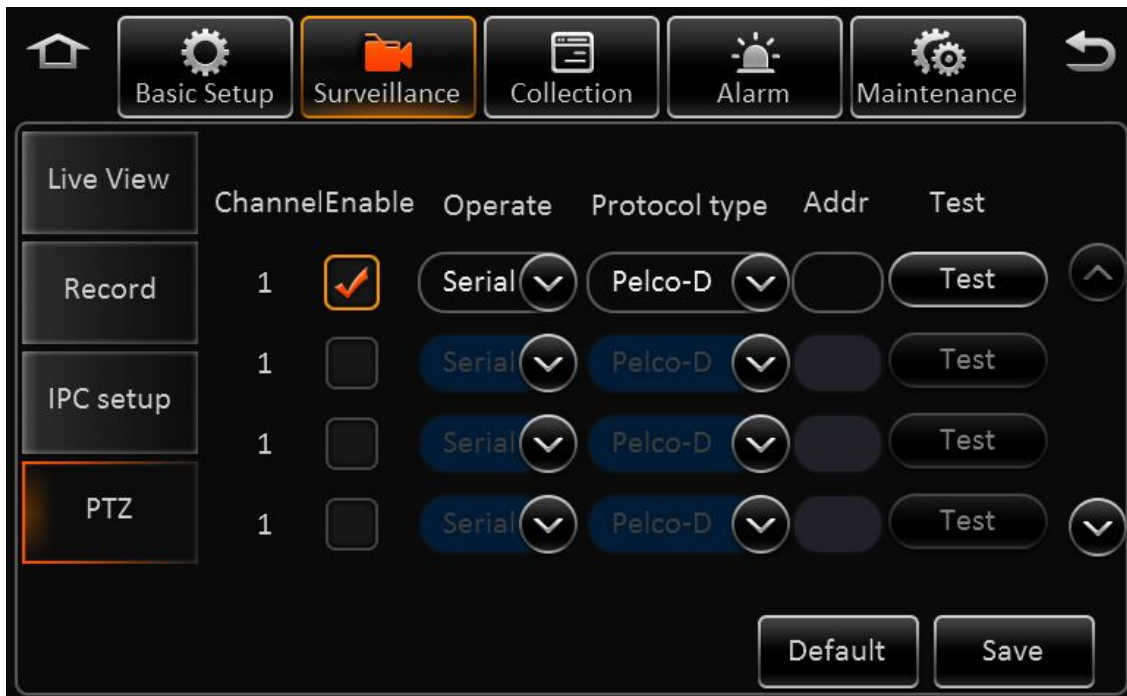 Basic Setup Surveillance Collection Alarm Maintenance
Live View
Channel Enable Operate Protocol type Addr Test
Record
1 Serial Pelco-D Test
1 Serial Pelco-D Test
IPC setup
1 Serial Pelco-D Test
PTZ
1 Serial Pelco-D Test
Default Save